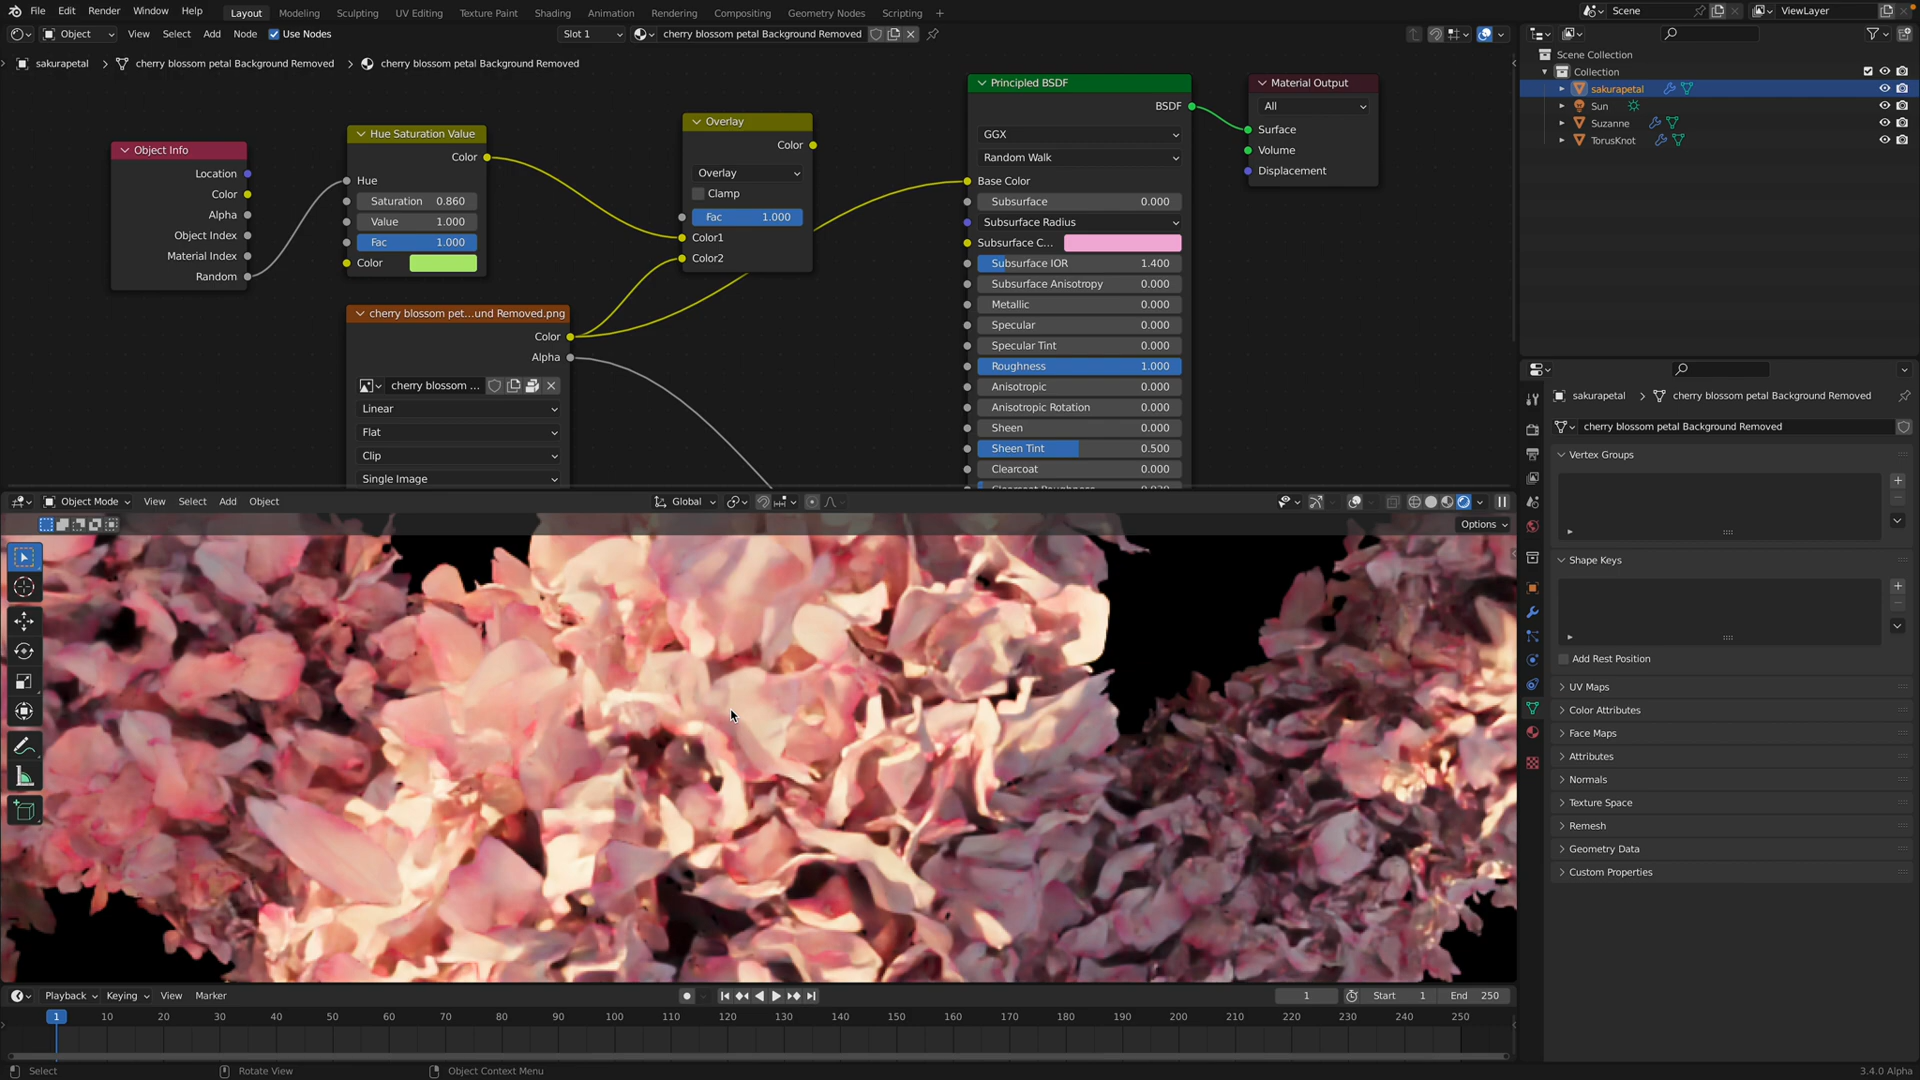 File Edit Render Window Help Layout Modeling Sculpting UV Editing Texture Paint Shading Animation Rendering Compositing Geometry Nodes Scripting + Scene ViewLayer
Object View Select Add Node Use Nodes Slot 1 cherry blossom petal Background Removed
sakurapetal > cherry blossom petal Background Removed > cherry blossom petal Background Removed
Object Info
Location
Color
Alpha
Object Index
Material Index
Random
Hue Saturation Value
Color
Hue
Saturation 0.860
Value 1.000
Fac 1.000
Color
cherry blossom pet...und Removed.png
Color
Alpha
cherry blossom ...
Linear
Flat
Clip
Single Image
Overlay
Color
Overlay
Clamp
Fac 1.000
Color1
Color2
Principled BSDF
BSDF
GGX
Random Walk
Base Color
Subsurface 0.000
Subsurface Radius
Subsurface C...
Subsurface IOR 1.400
Subsurface Anisotropy 0.000
Metallic 0.000
Specular 0.000
Specular Tint 0.000
Roughness 1.000
Anisotropic 0.000
Anisotropic Rotation 0.000
Sheen 0.000
Sheen Tint 0.500
Clearcoat 0.000
Material Output
All
Surface
Volume
Displacement
Scene Collection
Collection
sakurapetal
Sun
Suzanne
TorusKnot
sakurapetal > cherry blossom petal Background Removed
cherry blossom petal Background Removed
Vertex Groups
Shape Keys
Add Rest Position
UV Maps
Color Attributes
Face Maps
Attributes
Normals
Texture Space
Remesh
Geometry Data
Custom Properties
Object Mode View Select Add Object Global
Options
Playback Keying View Marker 1 Start 1 End 250
1 10 20 30 40 50 60 70 80 90 100 110 120 130 140 150 160 170 180 190 200 210 220 230 240 250
Select Rotate View Object Context Menu 3.4.0 Alpha